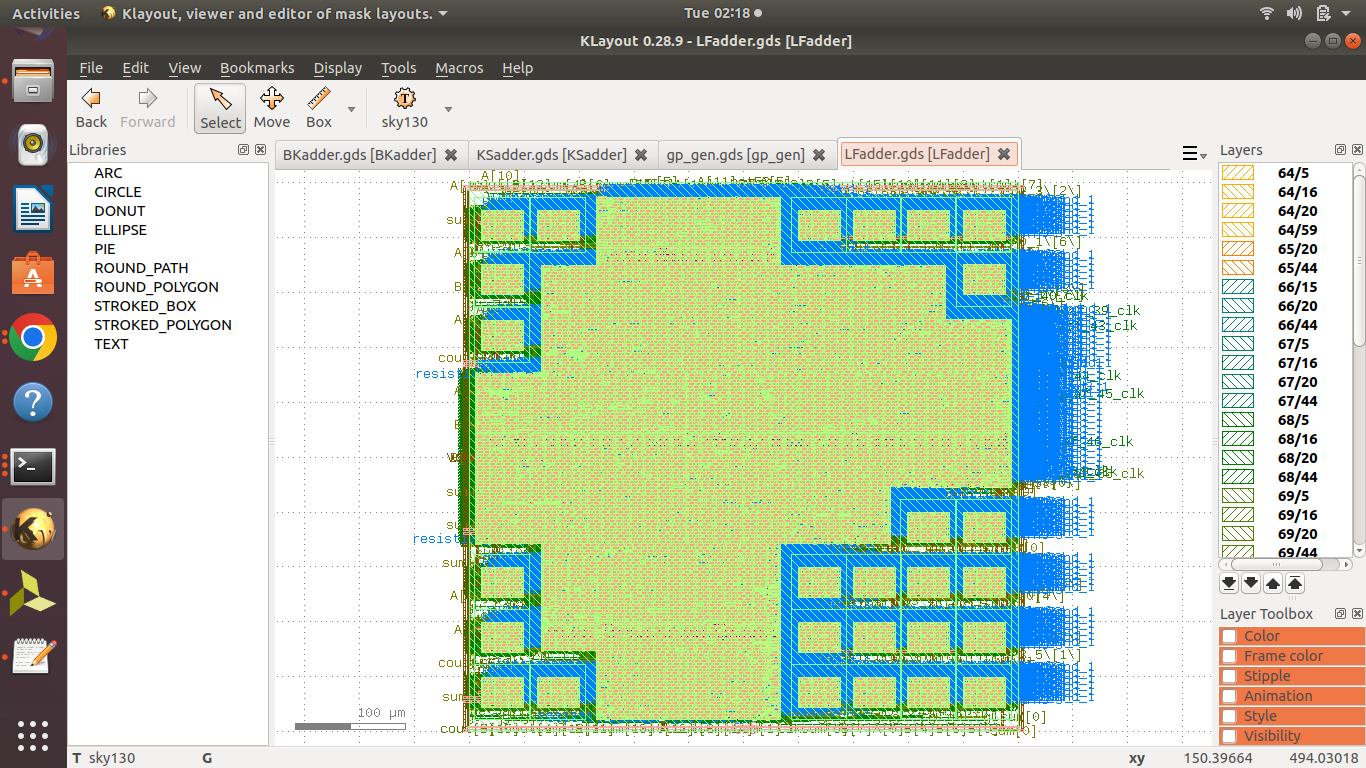 Activities
Klayout, viewer and editor of mask layouts.
Tue 02:18
KLayout 0.28.9 - LFadder.gds [LFadder]
File Edit View Bookmarks Display Tools Macros Help
Back Forward Select Move Box sky130
Libraries
ARC
CIRCLE
DONUT
ELLIPSE
PIE
ROUND_PATH
ROUND_POLYGON
STROKED_BOX
STROKED_POLYGON
TEXT
BKadder.gds [BKadder]
KSadder.gds [KSadder]
gp_gen.gds [gp_gen]
LFadder.gds [LFadder]
A[10]
100 µm
Layers
64/5
64/16
64/20
64/59
65/20
65/44
66/15
66/20
66/44
67/5
67/16
67/20
67/44
68/5
68/16
68/20
68/44
69/5
69/16
69/20
69/44
Layer Toolbox
Color
Frame color
Stipple
Animation
Style
Visibility
T sky130
G
xy 150.39664 494.03018